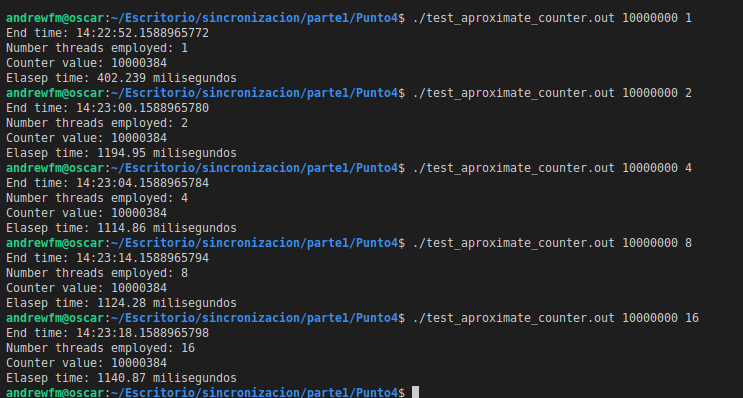 andrewfm@oscar:~/Escritorio/sincronizacion/parte1/Punto4$ ./test_aproximate_counter.out 10000000 1
End time: 14:22:52.1588965772
Number threads employed: 1
Counter value: 10000384
Elasep time: 402.239 milisegundos
andrewfm@oscar:~/Escritorio/sincronizacion/parte1/Punto4$ ./test_aproximate_counter.out 10000000 2
End time: 14:23:00.1588965780
Number threads employed: 2
Counter value: 10000384
Elasep time: 1194.95 milisegundos
andrewfm@oscar:~/Escritorio/sincronizacion/parte1/Punto4$ ./test_aproximate_counter.out 10000000 4
End time: 14:23:04.1588965784
Number threads employed: 4
Counter value: 10000384
Elasep time: 1114.86 milisegundos
andrewfm@oscar:~/Escritorio/sincronizacion/parte1/Punto4$ ./test_aproximate_counter.out 10000000 8
End time: 14:23:14.1588965794
Number threads employed: 8
Counter value: 10000384
Elasep time: 1124.28 milisegundos
andrewfm@oscar:~/Escritorio/sincronizacion/parte1/Punto4$ ./test_aproximate_counter.out 10000000 16
End time: 14:23:18.1588965798
Number threads employed: 16
Counter value: 10000384
Elasep time: 1140.87 milisegundos
andrewfm@oscar:~/Escritorio/sincronizacion/parte1/Punto4$